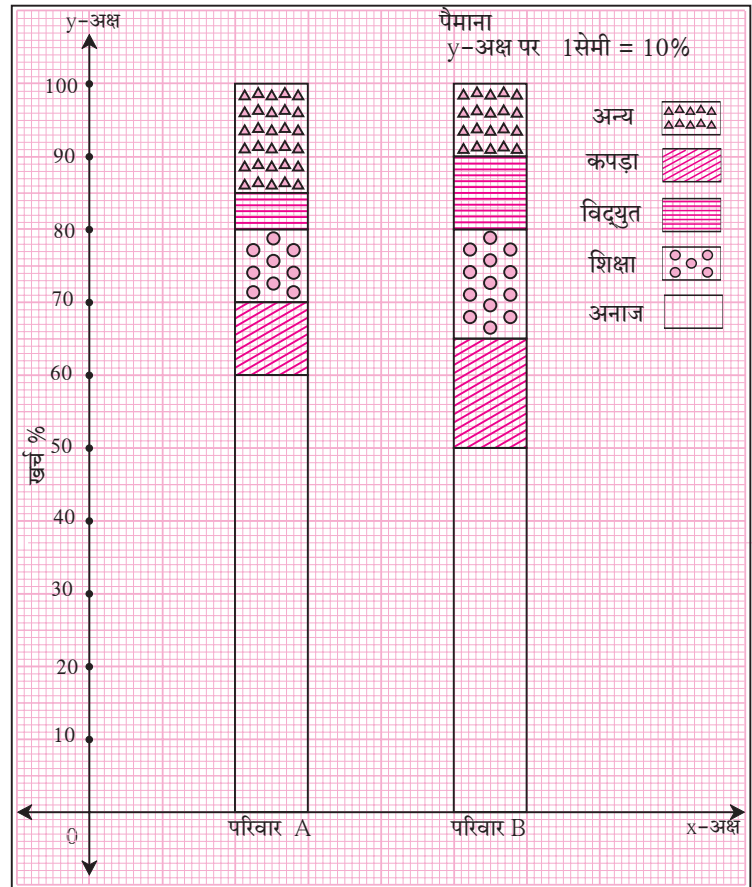 पैमाना
y-अक्ष
y-अक्ष पर 1सेमी = 10%
100
अन्य
90
कपड़ा
80
विद्‌युत
शिक्षा
70
अनाज
60
50
खर्च %
40
30
20
10
0
परिवार A
परिवार B
x-अक्ष